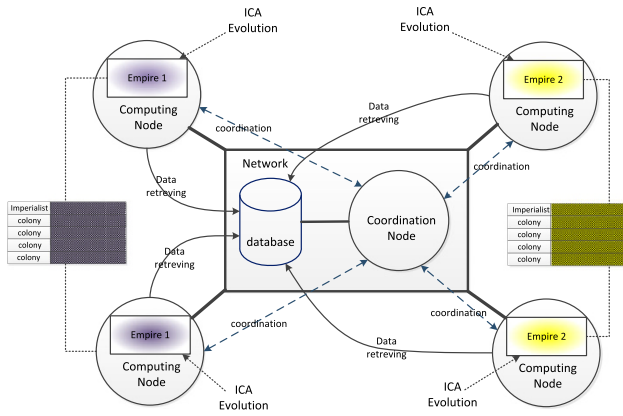 ICA
Evolution
ICA
Evolution
Empire 1
Computing
Node
Empire 2
Computing
Node
Data
retreving
coordination
coordination
Network
Data
retreving
Imperialist
colony
colony
colony
colony
database
Coordination
Node
Imperialist
colony
colony
colony
colony
Data
retreving
coordination
coordination
Data
retreving
Empire 1
Computing
Node
Empire 2
Computing
Node
ICA
Evolution
ICA
Evolution